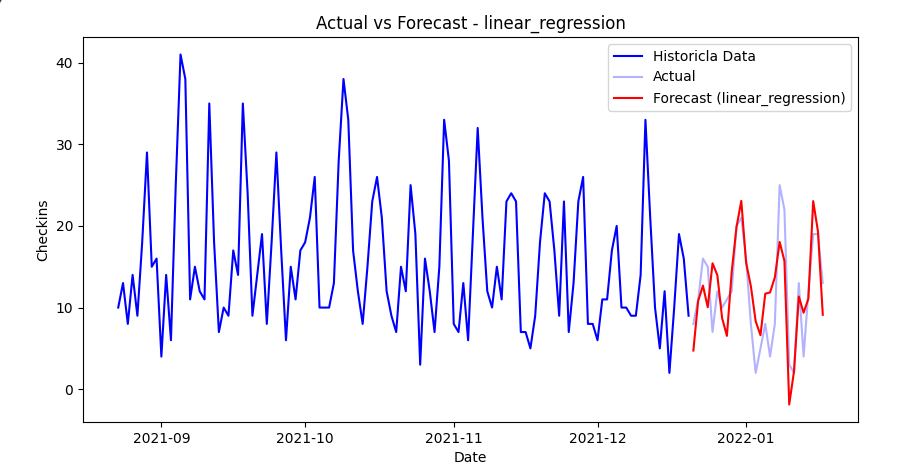 Actual vs Forecast - linear_regression
Historicla Data
Actual
Forecast (linear_regression)
Checkins
40
30
20
10
0
2021-09
2021-10
2021-11
2021-12
2022-01
Date